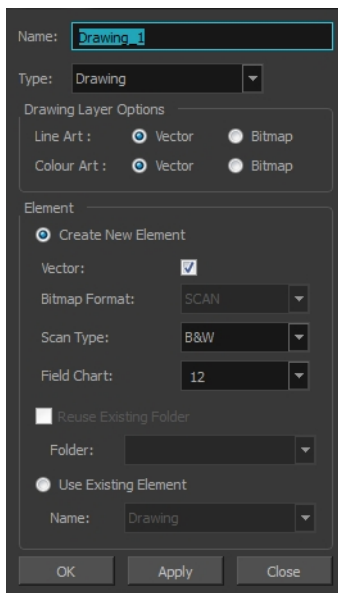 Name: Drawing_1
Type: Drawing
Drawing Layer Options
Line Art : Vector Bitmap
Colour Art : Vector Bitmap
Element
Create New Element
Vector:
Bitmap Format: SCAN
Scan Type: B&W
Field Chart: 12
Reuse Existing Folder
Folder:
Use Existing Element
Name: Drawing
OK Apply Close